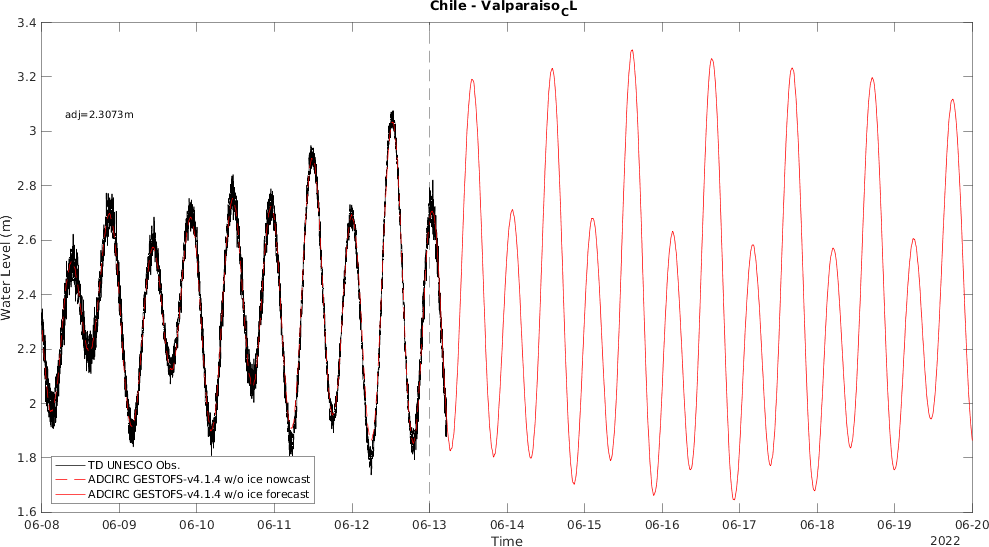 Chile - Valparaiso_CL
3.4
3.2
3
2.8
2.6
2.4
2.2
2
1.8
1.6
Water Level (m)
adj=2.3073m
TD UNESCO Obs.
ADCIRC GESTOFS-v4.1.4 w/o ice nowcast
ADCIRC GESTOFS-v4.1.4 w/o ice forecast
06-08 06-09 06-10 06-11 06-12 06-13 06-14 06-15 06-16 06-17 06-18 06-19 06-20
Time
2022